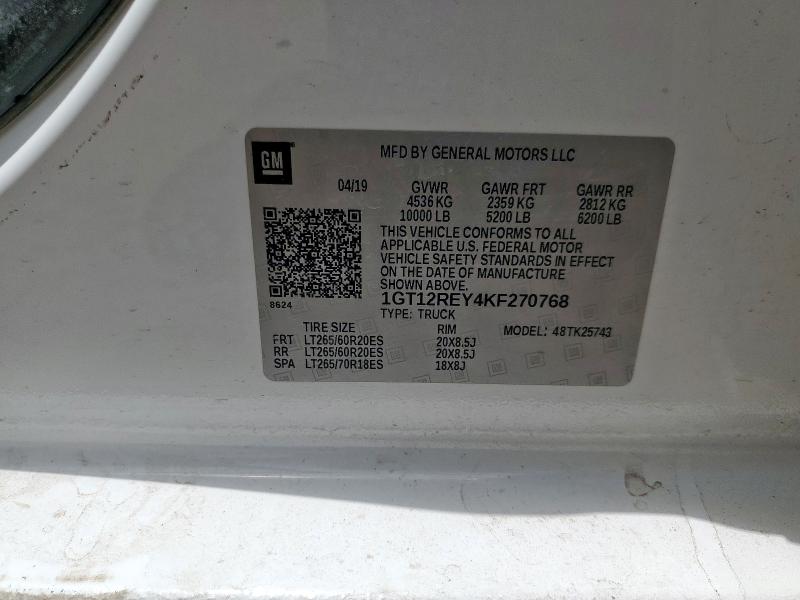 GM
MFD BY GENERAL MOTORS LLC
04/19 GVWR GAWR FRT GAWR RR
4536 KG 2359 KG 2812 KG
10000 LB 5200 LB 6200 LB
THIS VEHICLE CONFORMS TO ALL
APPLICABLE U.S. FEDERAL MOTOR
VEHICLE SAFETY STANDARDS IN EFFECT
ON THE DATE OF MANUFACTURE
SHOWN ABOVE.
8624
1GT12REY4KF270768
TYPE: TRUCK
TIRE SIZE RIM MODEL: 48TK25743
FRT LT265/60R20ES 20X8.5J
RR LT265/60R20ES 20X8.5J
SPA LT265/70R18ES 18X8J